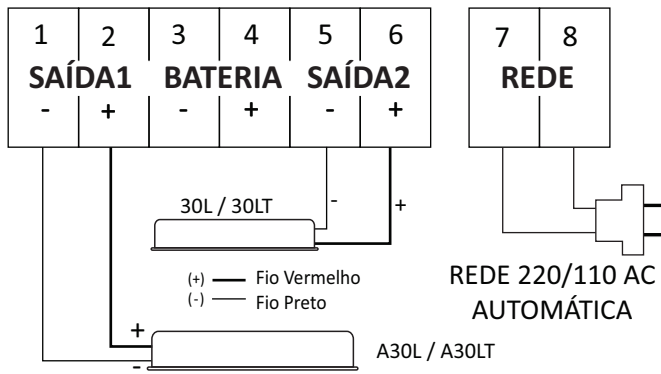 1 2 3 4 5 6 7 8
SAÍDA1 BATERIA SAÍDA2 REDE
- + - + - +
- +
30L / 30LT
(+) Fio Vermelho
(-) Fio Preto
REDE 220/110 AC
AUTOMÁTICA
+
-
A30L / A30LT